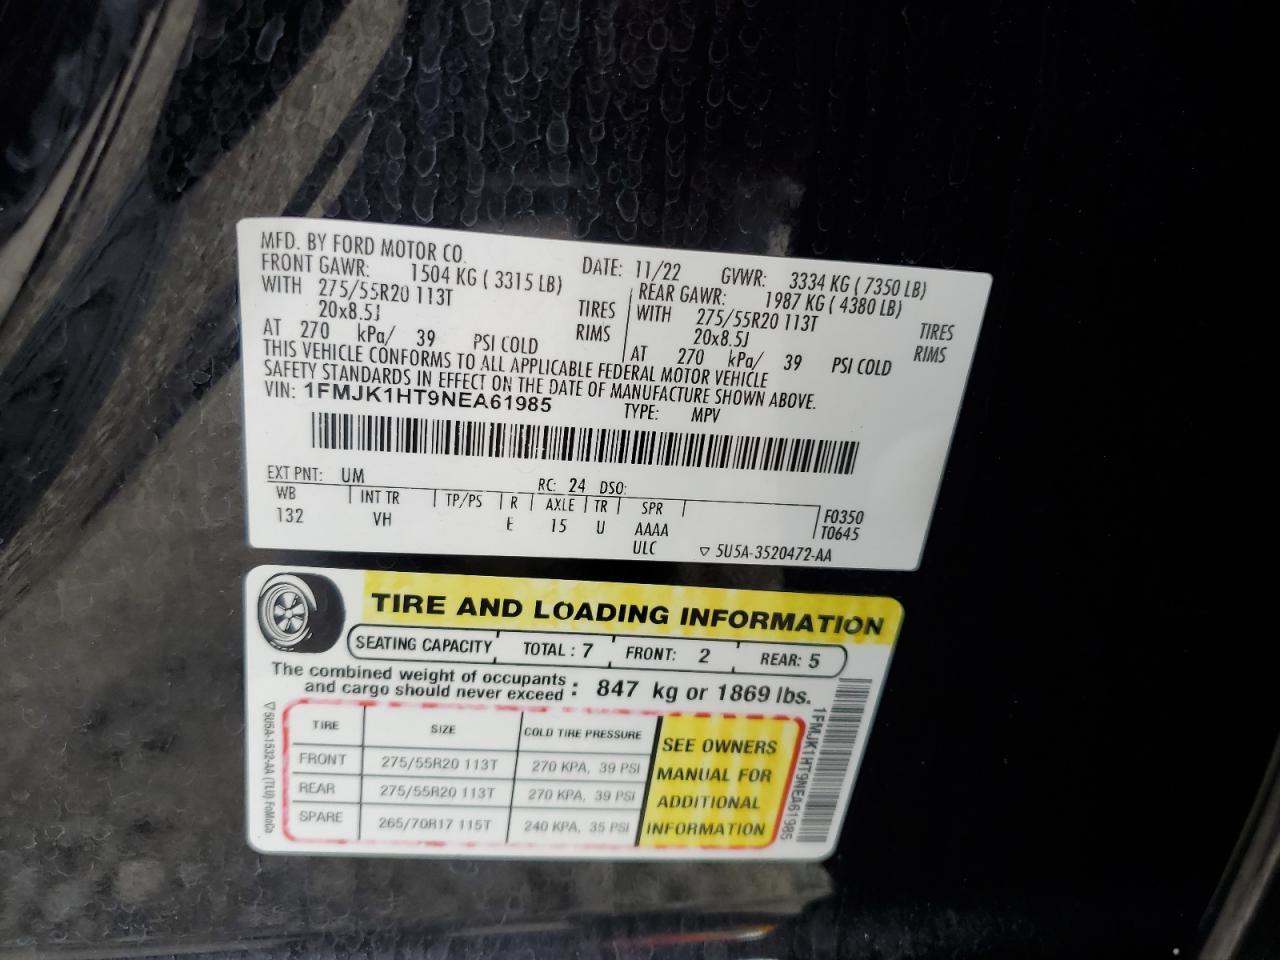 MFD. BY FORD MOTOR CO.
DATE: 11/22 GVWR: 3334 KG ( 7350 LB)
FRONT GAWR: 1504 KG ( 3315 LB)
WITH 275/55R20 113T TIRES
20x8.5J RIMS
AT 270 kPa/ 39 PSI COLD
REAR GAWR: 1987 KG ( 4380 LB)
WITH 275/55R20 113T TIRES
20x8.5J RIMS
AT 270 kPa/ 39 PSI COLD
THIS VEHICLE CONFORMS TO ALL APPLICABLE FEDERAL MOTOR VEHICLE
SAFETY STANDARDS IN EFFECT ON THE DATE OF MANUFACTURE SHOWN ABOVE.
VIN: 1FMJK1HT9NEA61985
TYPE: MPV
EXT PNT: UM RC: 24 DSO:
WB INT TR TP/PS R AXLE TR SPR
132 VH E 15 U AAAA
ULC
F0350
T0645
▽ 5U5A-3520472-AA
TIRE AND LOADING INFORMATION
SEATING CAPACITY TOTAL : 7 FRONT: 2 REAR: 5
The combined weight of occupants
and cargo should never exceed : 847 kg or 1869 lbs.
TIRE SIZE COLD TIRE PRESSURE
FRONT 275/55R20 113T 270 KPA, 39 PSI
REAR 275/55R20 113T 270 KPA, 39 PSI
SPARE 265/70R17 115T 240 KPA, 35 PSI
SEE OWNERS
MANUAL FOR
ADDITIONAL
INFORMATION
▽ 5U5A-1532-AA (TLU) FoMoCo
1FMJK1HT9NEA61985